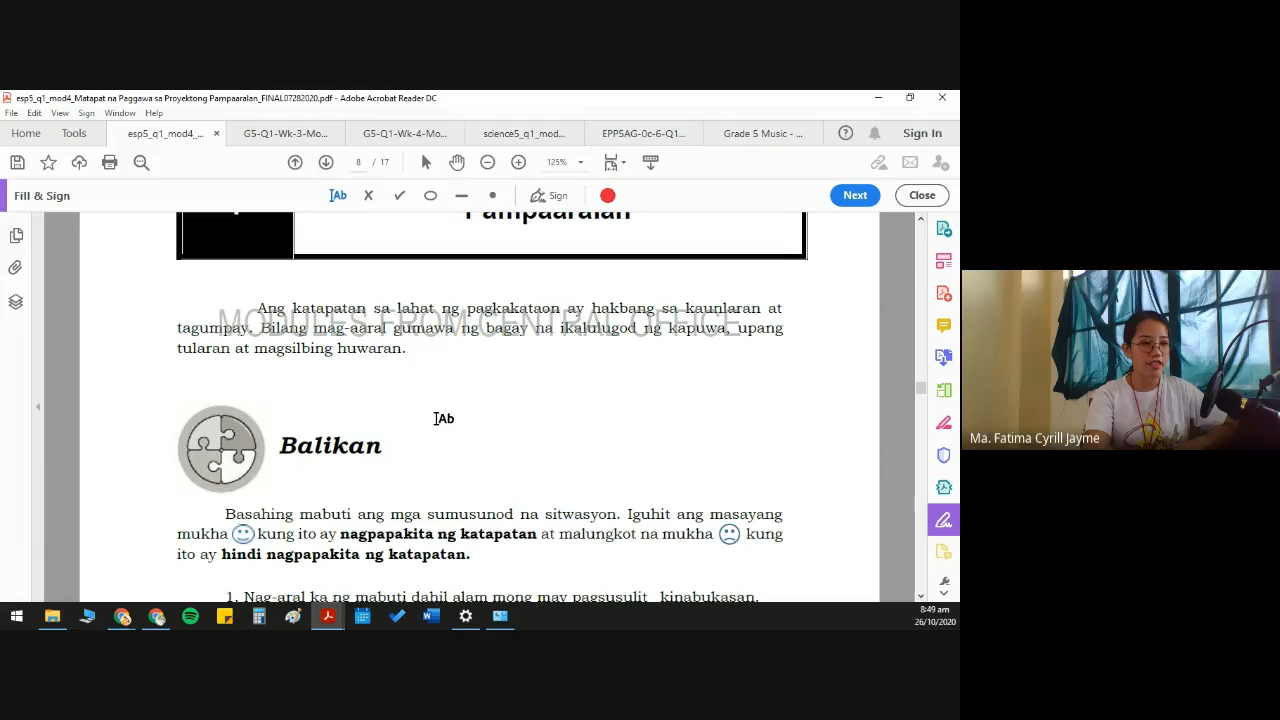 esp5_q1_mod4_Matapat na Paggawa sa Proyektong Pampaaralan_FINAL07282020.pdf - Adobe Acrobat Reader DC
File Edit View Sign Window Help
Home Tools esp5_q1_mod4_... × G5-Q1-Wk-3-Mo... G5-Q1-Wk-4-Mo... science5_q1_mod... EPP5AG-0c-6-Q1... Grade 5 Music - ... Sign In
8 / 17 125%
Fill & Sign Ab Sign Next Close
Pampaaralan
Ang katapatan sa lahat ng pagkakataon ay hakbang sa kaunlaran at
MODULES FROM CENTRAL OFFICE
tagumpay. Bilang mag-aaral gumawa ng bagay na ikalulugod ng kapuwa, upang
tularan at magsilbing huwaran.
Ab
Balikan
Basahing mabuti ang mga sumusunod na sitwasyon. Iguhit ang masayang
mukha kung ito ay nagpapakita ng katapatan at malungkot na mukha kung
ito ay hindi nagpapakita ng katapatan.
1. Nag-aral ka ng mabuti dahil alam mong may pagsusulit kinabukasan.
Ma. Fatima Cyrill Jayme
8:49 am
26/10/2020